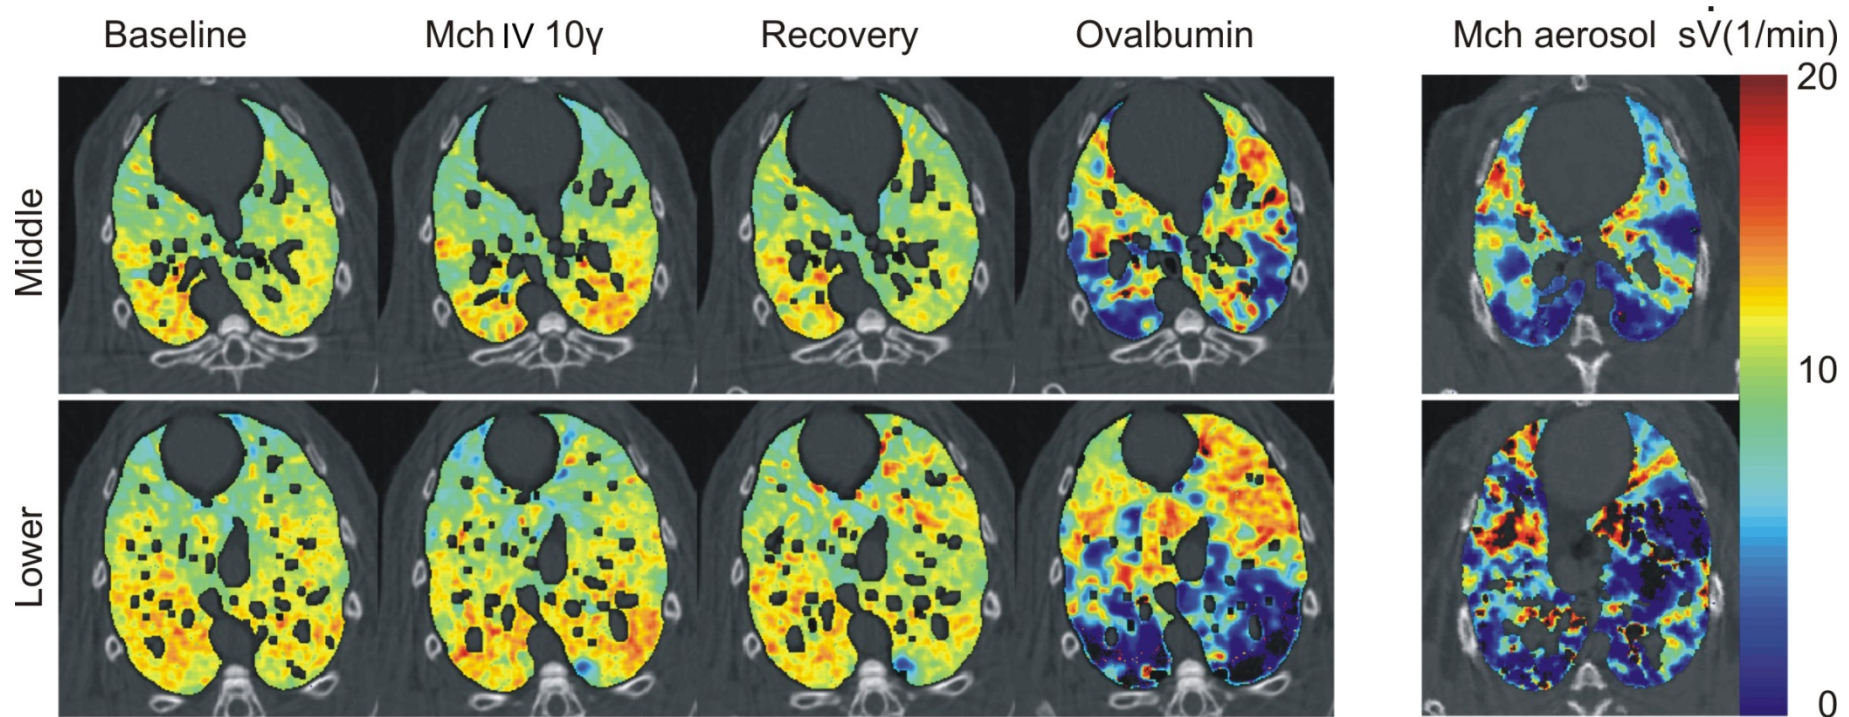 Baseline Mch IV 10γ Recovery Ovalbumin Mch aerosol sV̇(1/min)
20
Middle
10
Lower
0